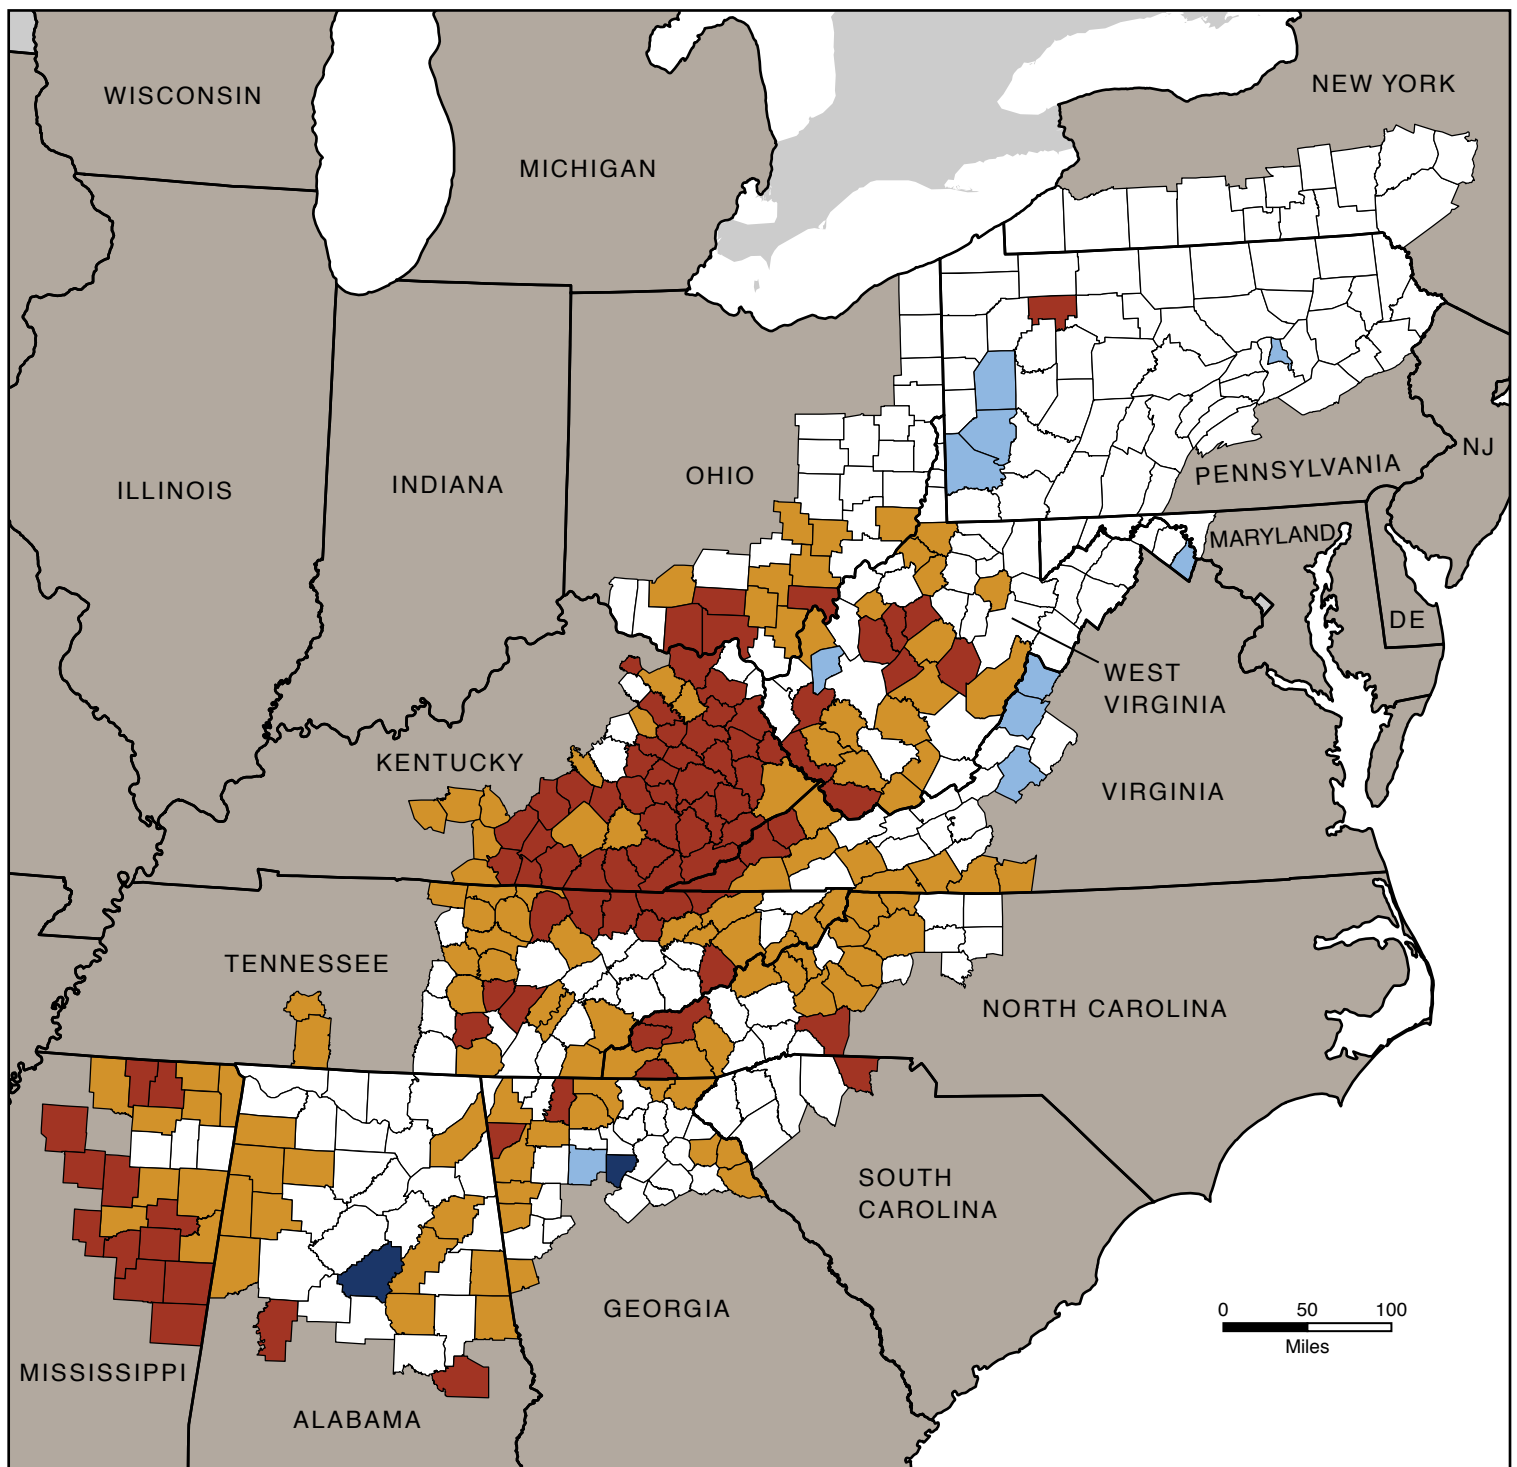 NEW YORK
WISCONSIN
MICHIGAN
NJ
PENNSYLVANIA
OHIO
INDIANA
ILLINOIS
MARYLAND
DE
WEST
VIRGINIA
KENTUCKY
VIRGINIA
TENNESSEE
NORTH CAROLINA
SOUTH
CAROLINA
GEORGIA
0 50 100
Miles
MISSISSIPPI
ALABAMA